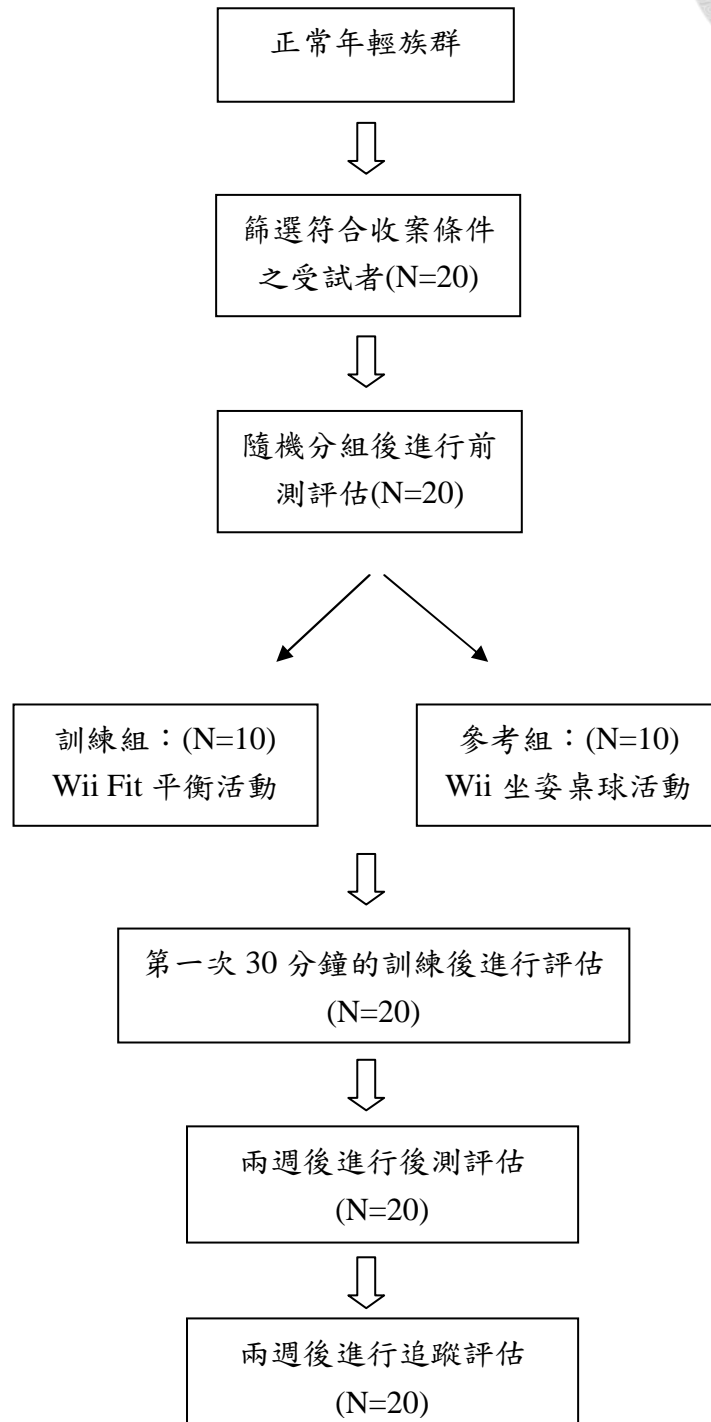 正常年輕族群
篩選符合收案條件
之受試者(N=20)
隨機分組後進行前
測評估(N=20)
訓練組：(N=10)
Wii Fit 平衡活動
參考組：(N=10)
Wii 坐姿桌球活動
第一次 30 分鐘的訓練後進行評估
(N=20)
兩週後進行後測評估
(N=20)
兩週後進行追蹤評估
(N=20)